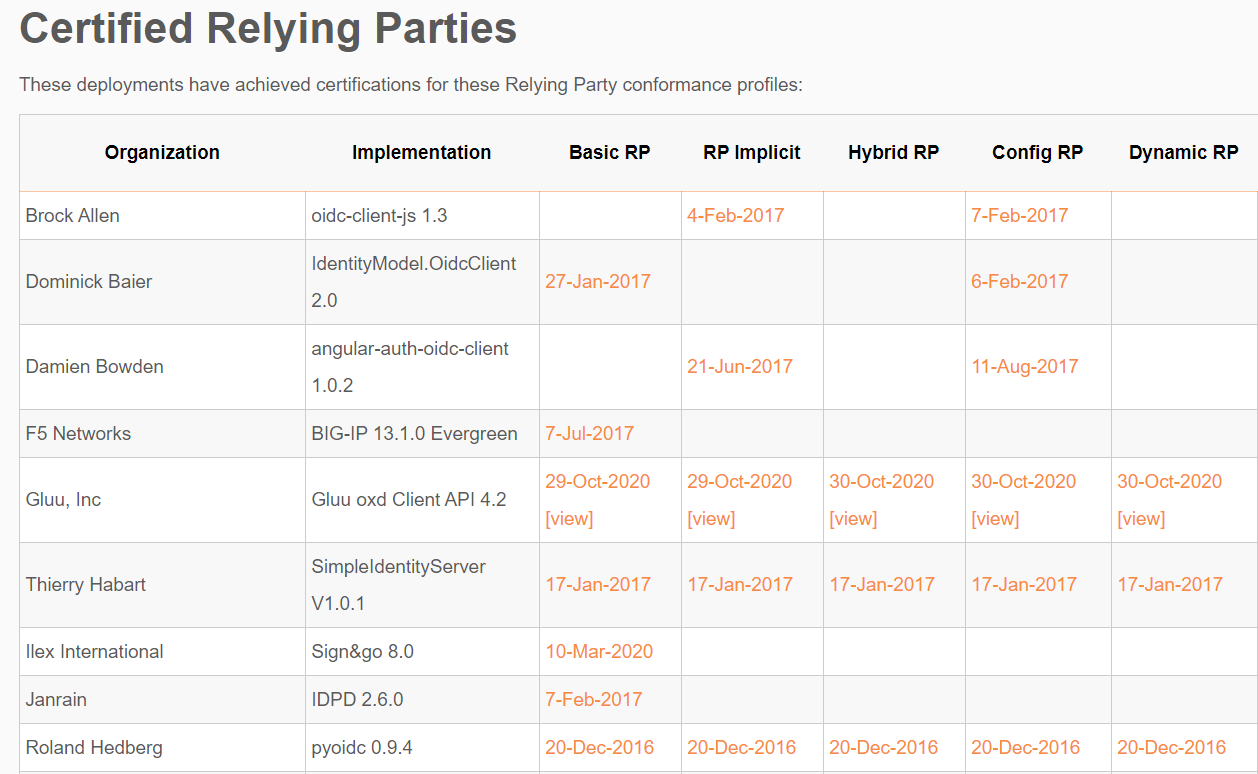 Certified Relying Parties
These deployments have achieved certifications for these Relying Party conformance profiles:
Organization Implementation Basic RP RP Implicit Hybrid RP Config RP Dynamic RP
Brock Allen oidc-client-js 1.3 4-Feb-2017 7-Feb-2017
Dominick Baier IdentityModel.OidcClient 2.0 27-Jan-2017 6-Feb-2017
Damien Bowden angular-auth-oidc-client 1.0.2 21-Jun-2017 11-Aug-2017
F5 Networks BIG-IP 13.1.0 Evergreen 7-Jul-2017
Gluu, Inc Gluu oxd Client API 4.2 29-Oct-2020 [view] 29-Oct-2020 [view] 30-Oct-2020 [view] 30-Oct-2020 [view] 30-Oct-2020 [view]
Thierry Habart SimpleIdentityServer V1.0.1 17-Jan-2017 17-Jan-2017 17-Jan-2017 17-Jan-2017 17-Jan-2017
Ilex International Sign&go 8.0 10-Mar-2020
Janrain IDPD 2.6.0 7-Feb-2017
Roland Hedberg pyoidc 0.9.4 20-Dec-2016 20-Dec-2016 20-Dec-2016 20-Dec-2016 20-Dec-2016